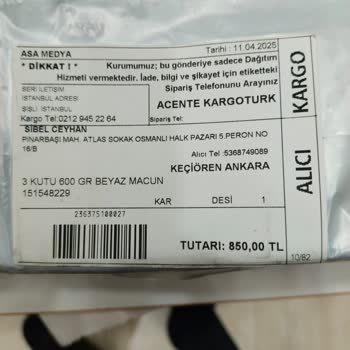 ASA MEDYA
Tarihi : 11.04.2025
* DİKKAT ! *
Kurumumuz; bu gönderiye sadece Dağıtım
Hizmeti vermektedir. İade, bilgi ve şikayet için etiketteki
Sipariş Telefonunu Arayınız
SERİ İLETİŞİM
İSTANBUL ADRESİ
ŞİŞLİ İSTANBUL
ACENTE KARGOTURK
Kargo Tel:0212 945 22 64
Sipariş Tel:
SİBEL CEYHAN
PINARBAŞI MAH. ATLAS SOKAK OSMANLI HALK PAZARI 5.PERON NO
16/B
Alıcı Tel :5368749089
KEÇİÖREN ANKARA
3 KUTU 600 GR BEYAZ MACUN
151548229
KAR
DESİ
1
236375100027
TUTARI: 850,00 TL
10/82
ALICI
KARGO